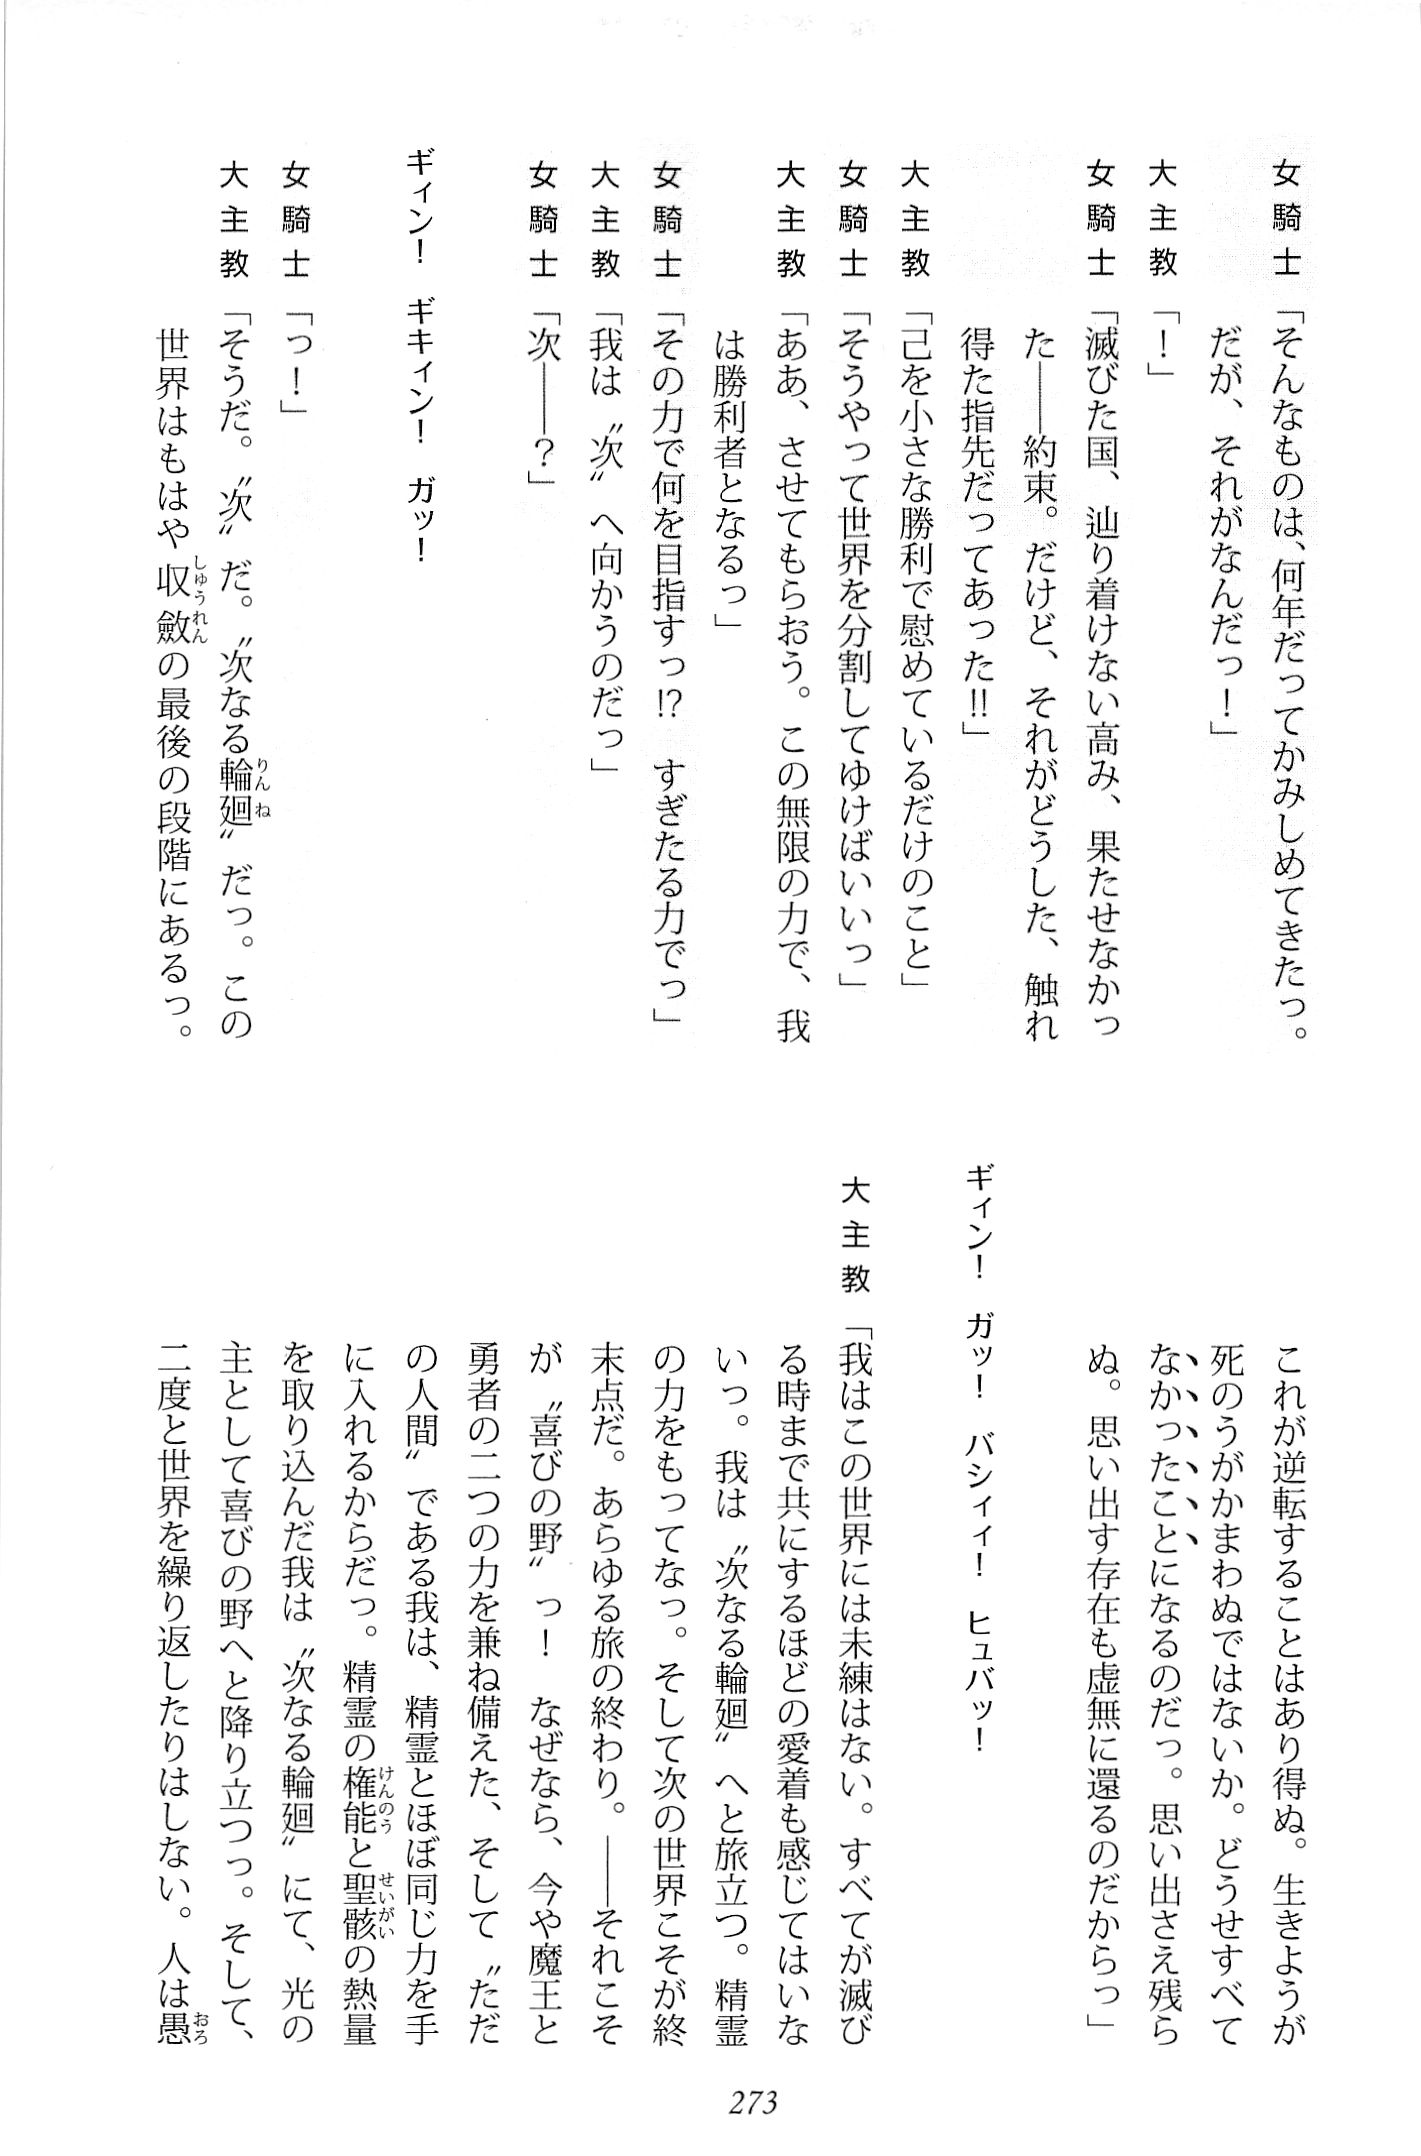 女騎士「そんなものは、何年だってかみしめてきたっ。
だが、それがなんだっ！」
大主教「！」
女騎士「滅びた国、辿り着けない高み、果たせなかっ
た――約束。だけど、それがどうした、触れ
得た指先だってあった!!」
大主教「己を小さな勝利で慰めているだけのこと」
女騎士「そうやって世界を分割してゆけばいいっ」
大主教「ああ、させてもらおう。この無限の力で、我
は勝利者となるっ」
女騎士「その力で何を目指すっ!?　すぎたる力でっ」
大主教「我は〝次〟へ向かうのだっ」
女騎士「次――？」
ギィン！　ギキィン！　ガッ！
女騎士「っ！」
大主教「そうだ。〝次〟だ。〝次なる輪廻〟だっ。この
世界はもはや収斂の最後の段階にあるっ。
これが逆転することはあり得ぬ。生きようが
死のうがかまわぬではないか。どうせすべて
なかったことになるのだっ。思い出さえ残ら
ぬ。思い出す存在も虚無に還るのだからっ」
ギィン！　ガッ！　バシィィ！　ヒュバッ！
大主教「我はこの世界には未練はない。すべてが滅び
る時まで共にするほどの愛着も感じてはいな
いっ。我は〝次なる輪廻〟へと旅立つ。精霊
の力をもってなっ。そして次の世界こそが終
末点だ。あらゆる旅の終わり。――それこそ
が〝喜びの野〟っ！　なぜなら、今や魔王と
勇者の二つの力を兼ね備えた、そして〝ただ
の人間〟である我は、精霊とほぼ同じ力を手
に入れるからだっ。精霊の権能と聖骸の熱量
を取り込んだ我は〝次なる輪廻〟にて、光の
主として喜びの野へと降り立つっ。そして、
二度と世界を繰り返したりはしない。人は愚
273